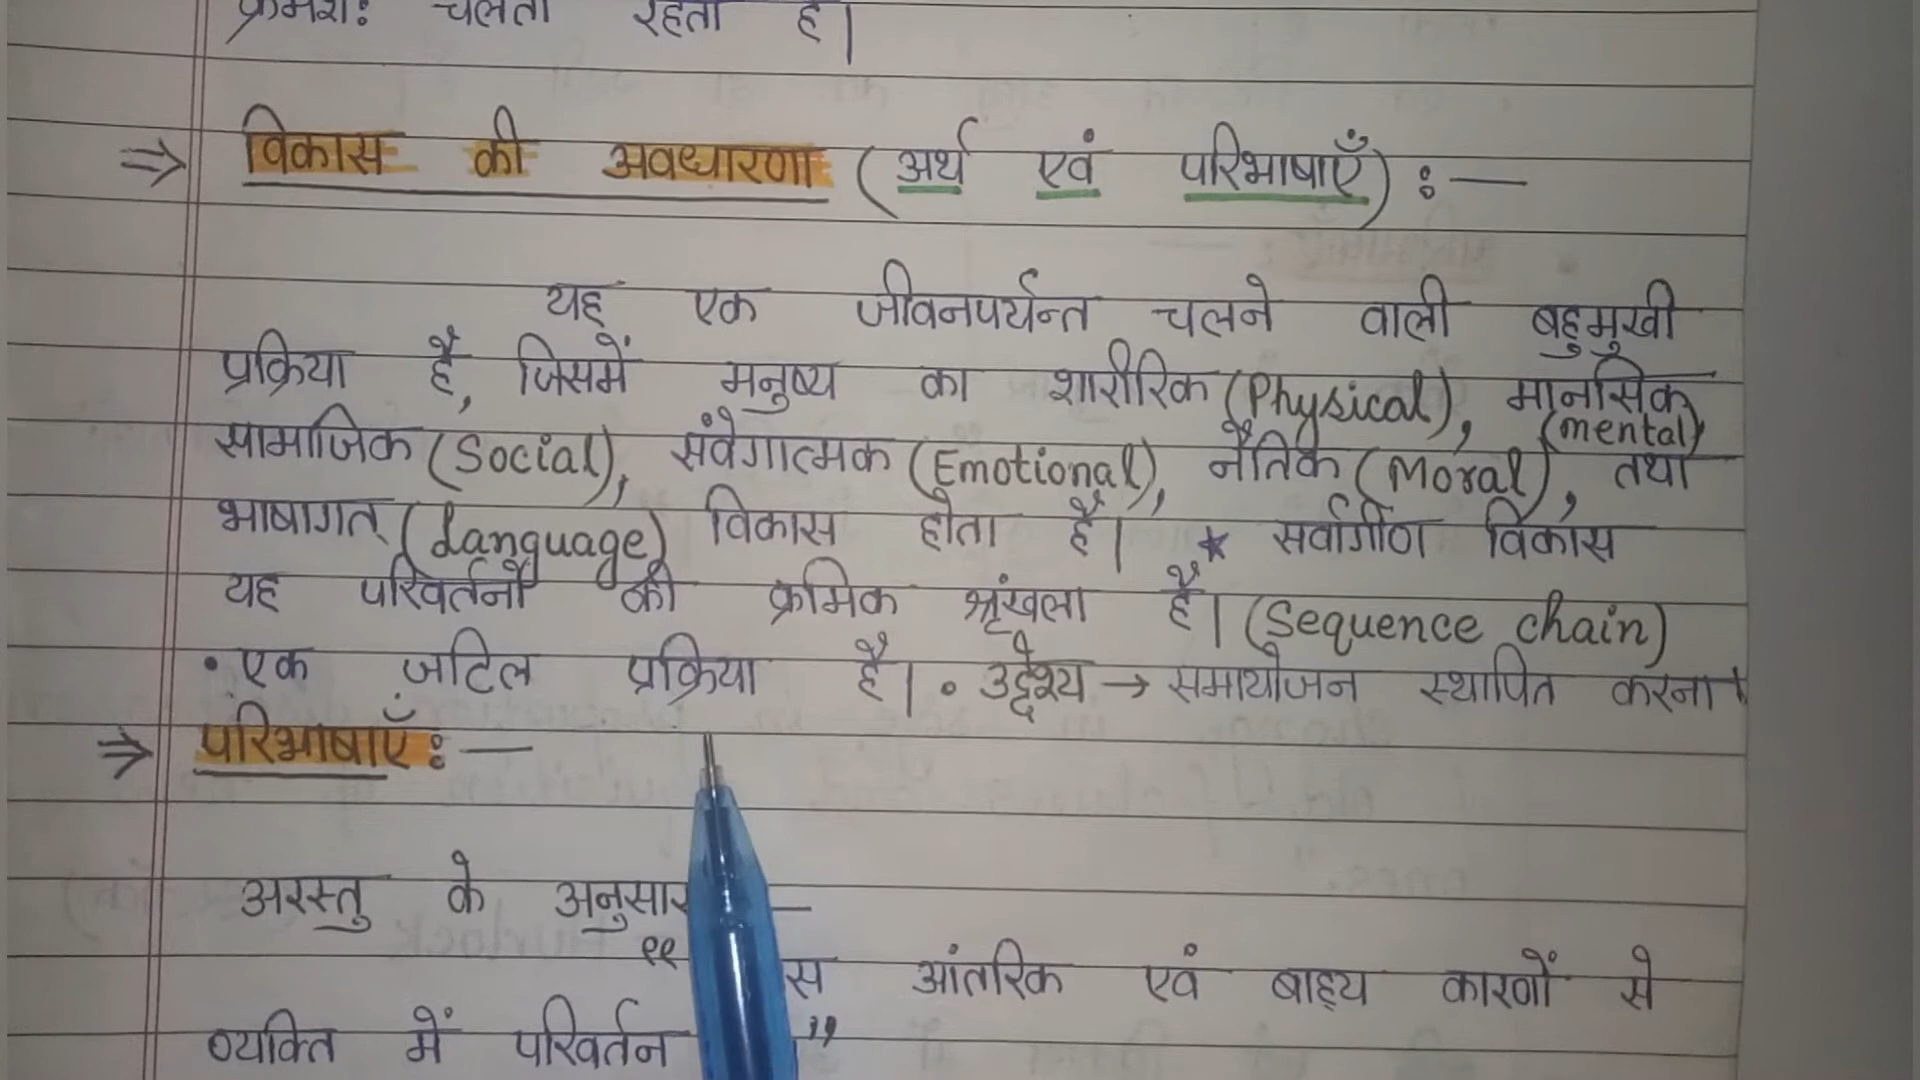 क्रमश: चलता रहता है।
⇒ विकास की अवधारणा (अर्थ एवं परिभाषाएँ) :—
यह एक जीवनपर्यन्त चलने वाली बहुमुखी
प्रक्रिया है, जिसमें मनुष्य का शारीरिक (Physical), मानसिक (mental),
सामाजिक (Social), संवेगात्मक (Emotional), नैतिक (Moral), तथा
भाषागत् (Language) विकास होता है। * सर्वांगीण विकास
यह परिवर्तनों की क्रमिक श्रृंखला है। (Sequence chain)
• एक जटिल प्रक्रिया है। • उद्देश्य → समायोजन स्थापित करना।
⇒ परिभाषाएँ :—
अरस्तु के अनुसार —
“ स आंतरिक एवं बाह्य कारणों से
व्यक्ति में परिवर्तन ”